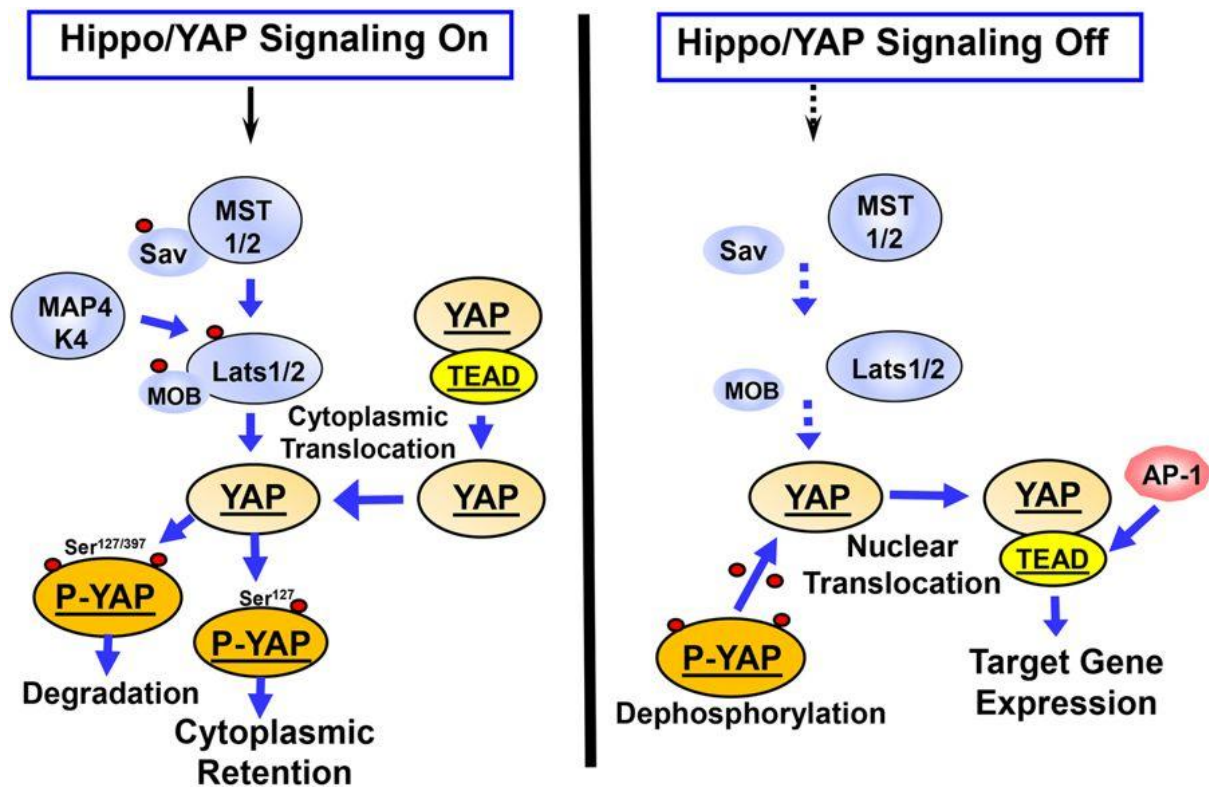 Hippo/YAP Signaling On
MST
1/2
Sav
MAP4
K4
Lats1/2
MOB
YAP
TEAD
Cytoplasmic
Translocation
YAP
YAP
Ser127/397
P-YAP
Degradation
Ser127
P-YAP
Cytoplasmic
Retention
Hippo/YAP Signaling Off
MST
1/2
Sav
Lats1/2
MOB
YAP
YAP
TEAD
AP-1
Nuclear
Translocation
P-YAP
Dephosphorylation
Target Gene
Expression